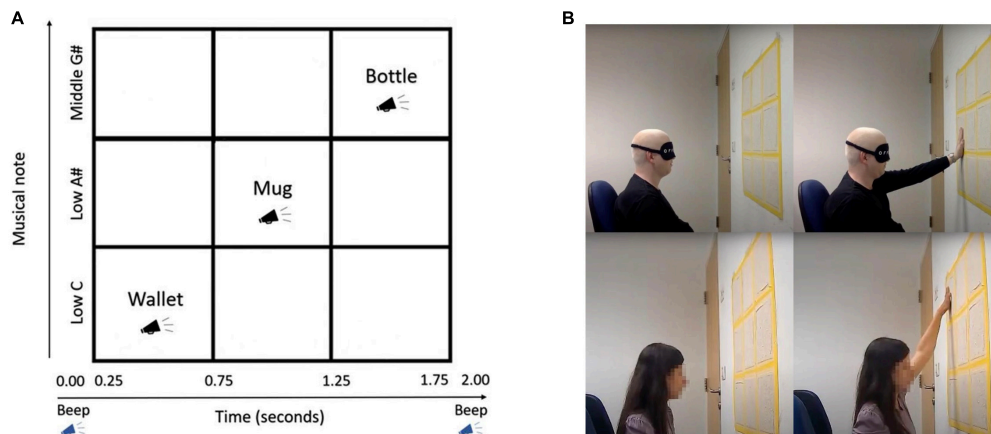 A
B
Musical note
Middle G#
Low A#
Low C
Bottle
Mug
Wallet
0.00 0.25 0.75 1.25 1.75 2.00
Beep Time (seconds) Beep